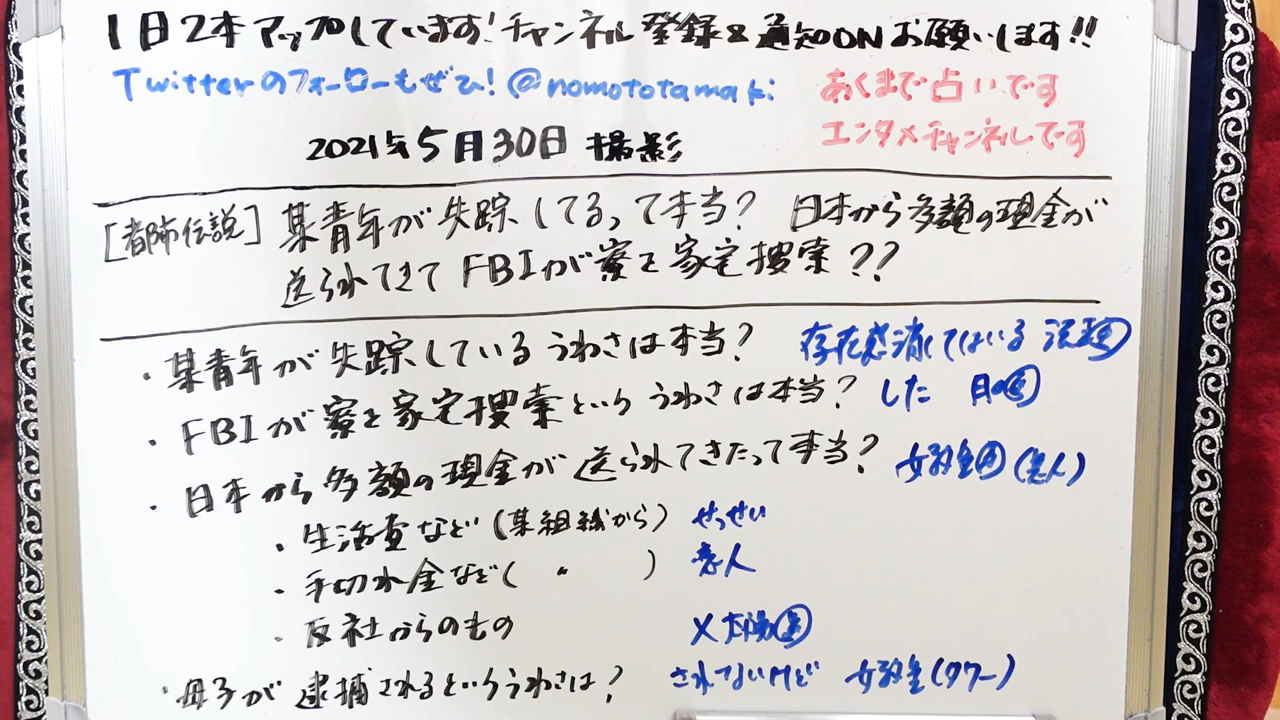 1日2本アップしています!チャンネル登録&通知ONお願いします!!
Twitterのフォローもぜひ!@nomototamaki
あくまで占いです
エンタメチャンネルです
2021年5月30日 撮影
[都市伝説] 某青年が失踪してるって本当? 日本から多額の現金が
送られてきてFBIが寮を家宅捜索??
・某青年が失踪しているうわさは本当? 存在感消してはいる 法王㊣
・FBIが寮を家宅捜索といううわさは本当? した 月の
・日本から多額の現金が送られてきたって本当? 女教皇 (恋人)
・生活費など(某組織から) せっせい
・手切れ金など( 〃 ) 恋人
・反社からのもの × 太陽
・母子が逮捕されるといううわさは? されてないけど 女教皇(タワー)